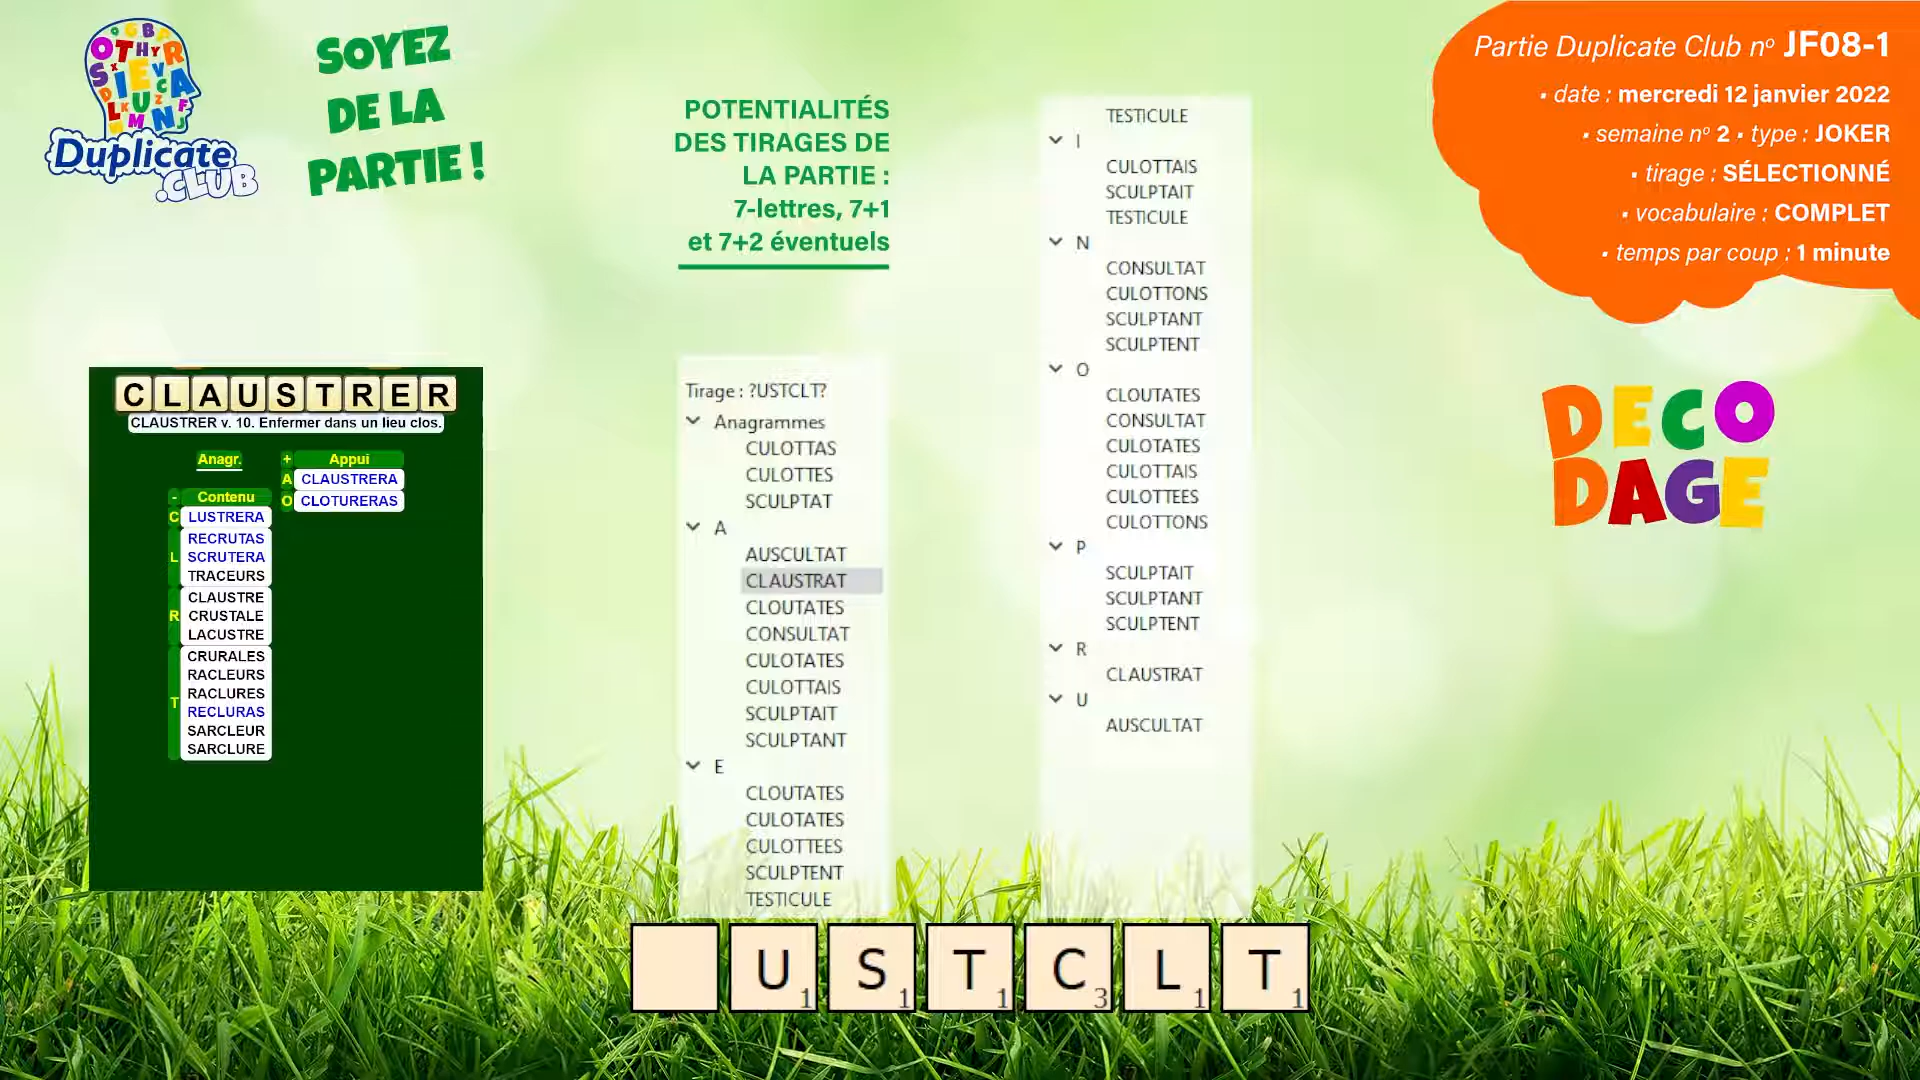 Duplicate
.CLUB
SOYEZ
DE LA
PARTIE !
CLAUSTRER
CLAUSTRER v. 10. Enfermer dans un lieu clos.
Anagr.
+ Appui
A CLAUSTRERA
O CLOTURERAS
- Contenu
C LUSTRERA
RECRUTAS
L SCRUTERA
TRACEURS
CLAUSTRE
R CRUSTALE
LACUSTRE
CRURALES
RACLEURS
RACLURES
T RECLURAS
SARCLEUR
SARCLURE
POTENTIALITÉS
DES TIRAGES DE
LA PARTIE :
7-lettres, 7+1
et 7+2 éventuels
Tirage : ?USTCLT?
Anagrammes
CULOTTAS
CULOTTES
SCULPTAT
A
AUSCULTAT
CLAUSTRAT
CLOUTATES
CONSULTAT
CULOTATES
CULOTTAIS
SCULPTAIT
SCULPTANT
E
CLOUTATES
CULOTATES
CULOTTEES
SCULPTENT
TESTICULE
TESTICULE
I
CULOTTAIS
SCULPTAIT
TESTICULE
N
CONSULTAT
CULOTTONS
SCULPTANT
SCULPTENT
O
CLOUTATES
CONSULTAT
CULOTATES
CULOTTAIS
CULOTTEES
CULOTTONS
P
SCULPTAIT
SCULPTANT
SCULPTENT
R
CLAUSTRAT
U
AUSCULTAT
Partie Duplicate Club nº JF08-1
• date : mercredi 12 janvier 2022
• semaine nº 2 • type : JOKER
• tirage : SÉLECTIONNÉ
• vocabulaire : COMPLET
• temps par coup : 1 minute
DECO
DAGE
U1 S1 T1 C3 L1 T1